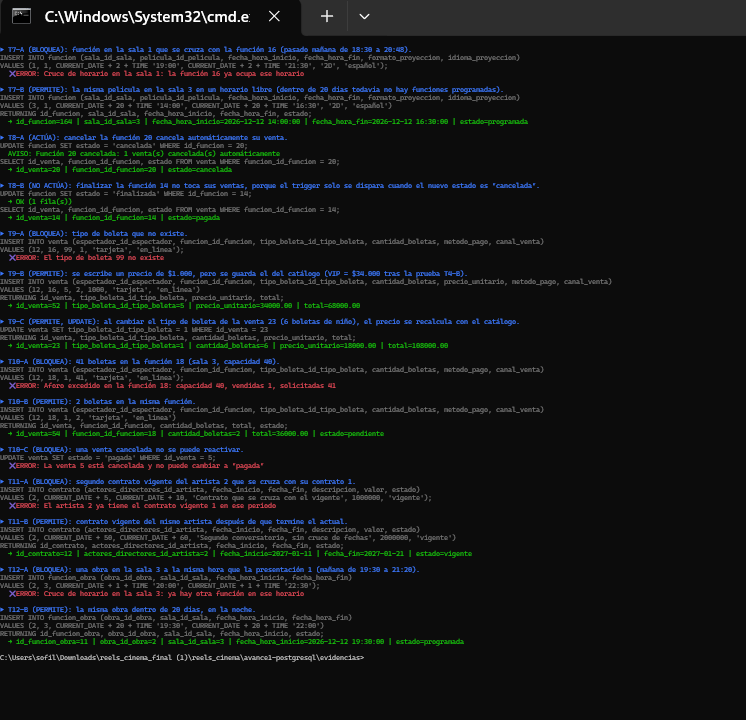 C:\Windows\System32\cmd.e:
► T7-A (BLOQUEA): función en la sala 1 que se cruza con la función 16 (pasado mañana de 18:30 a 20:48).
INSERT INTO funcion (sala_id_sala, pelicula_id_pelicula, fecha_hora_inicio, fecha_hora_fin, formato_proyeccion, idioma_proyeccion)
VALUES (1, 1, CURRENT_DATE + 2 + TIME '19:00', CURRENT_DATE + 2 + TIME '21:30', '2D', 'español');
❌ERROR: Cruce de horario en la sala 1: la función 16 ya ocupa ese horario
► T7-B (PERMITE): la misma película en la sala 3 en un horario libre (dentro de 20 días todavía no hay funciones programadas).
INSERT INTO funcion (sala_id_sala, pelicula_id_pelicula, fecha_hora_inicio, fecha_hora_fin, formato_proyeccion, idioma_proyeccion)
VALUES (3, 1, CURRENT_DATE + 20 + TIME '14:00', CURRENT_DATE + 20 + TIME '16:30', '2D', 'español')
RETURNING id_funcion, sala_id_sala, fecha_hora_inicio, fecha_hora_fin, estado;
→ id_funcion=164 | sala_id_sala=3 | fecha_hora_inicio=2026-12-12 14:00:00 | fecha_hora_fin=2026-12-12 16:30:00 | estado=programada
► T8-A (ACTÚA): cancelar la función 20 cancela automáticamente su venta.
UPDATE funcion SET estado = 'cancelada' WHERE id_funcion = 20;
AVISO: Función 20 cancelada: 1 venta(s) cancelada(s) automáticamente
SELECT id_venta, funcion_id_funcion, estado FROM venta WHERE funcion_id_funcion = 20;
→ id_venta=20 | funcion_id_funcion=20 | estado=cancelada
► T8-B (NO ACTÚA): finalizar la función 14 no toca sus ventas, porque el trigger solo se dispara cuando el nuevo estado es "cancelada".
UPDATE funcion SET estado = 'finalizada' WHERE id_funcion = 14;
→ OK (1 fila(s))
SELECT id_venta, funcion_id_funcion, estado FROM venta WHERE funcion_id_funcion = 14;
→ id_venta=14 | funcion_id_funcion=14 | estado=pagada
► T9-A (BLOQUEA): tipo de boleta que no existe.
INSERT INTO venta (espectador_id_espectador, funcion_id_funcion, tipo_boleta_id_tipo_boleta, cantidad_boletas, metodo_pago, canal_venta)
VALUES (12, 16, 99, 1, 'tarjeta', 'en_linea');
❌ERROR: El tipo de boleta 99 no existe
► T9-B (PERMITE): se escribe un precio de $1.000, pero se guarda el del catálogo (VIP = $34.000 tras la prueba T4-B).
INSERT INTO venta (espectador_id_espectador, funcion_id_funcion, tipo_boleta_id_tipo_boleta, cantidad_boletas, precio_unitario, metodo_pago, canal_venta)
VALUES (12, 16, 5, 2, 1000, 'tarjeta', 'en_linea')
RETURNING id_venta, tipo_boleta_id_tipo_boleta, precio_unitario, total;
→ id_venta=52 | tipo_boleta_id_tipo_boleta=5 | precio_unitario=34000.00 | total=68000.00
► T9-C (PERMITE, UPDATE): al cambiar el tipo de boleta de la venta 23 (6 boletas de niño), el precio se recalcula con el catálogo.
UPDATE venta SET tipo_boleta_id_tipo_boleta = 1 WHERE id_venta = 23
RETURNING id_venta, tipo_boleta_id_tipo_boleta, cantidad_boletas, precio_unitario, total;
→ id_venta=23 | tipo_boleta_id_tipo_boleta=1 | cantidad_boletas=6 | precio_unitario=18000.00 | total=108000.00
► T10-A (BLOQUEA): 41 boletas en la función 18 (sala 3, capacidad 40).
INSERT INTO venta (espectador_id_espectador, funcion_id_funcion, tipo_boleta_id_tipo_boleta, cantidad_boletas, metodo_pago, canal_venta)
VALUES (12, 18, 1, 41, 'tarjeta', 'en_linea');
❌ERROR: Aforo excedido en la función 18: capacidad 40, vendidas 1, solicitadas 41
► T10-B (PERMITE): 2 boletas en la misma función.
INSERT INTO venta (espectador_id_espectador, funcion_id_funcion, tipo_boleta_id_tipo_boleta, cantidad_boletas, metodo_pago, canal_venta)
VALUES (12, 18, 1, 2, 'tarjeta', 'en_linea')
RETURNING id_venta, funcion_id_funcion, cantidad_boletas, total, estado;
→ id_venta=54 | funcion_id_funcion=18 | cantidad_boletas=2 | total=36000.00 | estado=pendiente
► T10-C (BLOQUEA): una venta cancelada no se puede reactivar.
UPDATE venta SET estado = 'pagada' WHERE id_venta = 5;
❌ERROR: La venta 5 está cancelada y no puede cambiar a "pagada"
► T11-A (BLOQUEA): segundo contrato vigente del artista 2 que se cruza con su contrato 1.
INSERT INTO contrato (actores_directores_id_artista, fecha_inicio, fecha_fin, descripcion, valor, estado)
VALUES (2, CURRENT_DATE + 5, CURRENT_DATE + 10, 'Contrato que se cruza con el vigente', 1000000, 'vigente');
❌ERROR: El artista 2 ya tiene el contrato vigente 1 en ese periodo
► T11-B (PERMITE): contrato vigente del mismo artista después de que termine el actual.
INSERT INTO contrato (actores_directores_id_artista, fecha_inicio, fecha_fin, descripcion, valor, estado)
VALUES (2, CURRENT_DATE + 50, CURRENT_DATE + 60, 'Segundo conversatorio, sin cruce de fechas', 2000000, 'vigente')
RETURNING id_contrato, actores_directores_id_artista, fecha_inicio, fecha_fin, estado;
→ id_contrato=12 | actores_directores_id_artista=2 | fecha_inicio=2027-01-11 | fecha_fin=2027-01-21 | estado=vigente
► T12-A (BLOQUEA): una obra en la sala 3 a la misma hora que la presentación 1 (mañana de 19:30 a 21:20).
INSERT INTO funcion_obra (obra_id_obra, sala_id_sala, fecha_hora_inicio, fecha_hora_fin)
VALUES (2, 3, CURRENT_DATE + 1 + TIME '20:00', CURRENT_DATE + 1 + TIME '22:30');
❌ERROR: Cruce de horario en la sala 3: ya hay otra función en ese horario
► T12-B (PERMITE): la misma obra dentro de 20 días, en la noche.
INSERT INTO funcion_obra (obra_id_obra, sala_id_sala, fecha_hora_inicio, fecha_hora_fin)
VALUES (2, 3, CURRENT_DATE + 20 + TIME '19:30', CURRENT_DATE + 20 + TIME '22:00')
RETURNING id_funcion_obra, obra_id_obra, sala_id_sala, fecha_hora_inicio, estado;
→ id_funcion_obra=11 | obra_id_obra=2 | sala_id_sala=3 | fecha_hora_inicio=2026-12-12 19:30:00 | estado=programada
C:\Users\sofil\Downloads\reels_cinema_final (1)\reels_cinema\avance1-postgresql\evidencias>